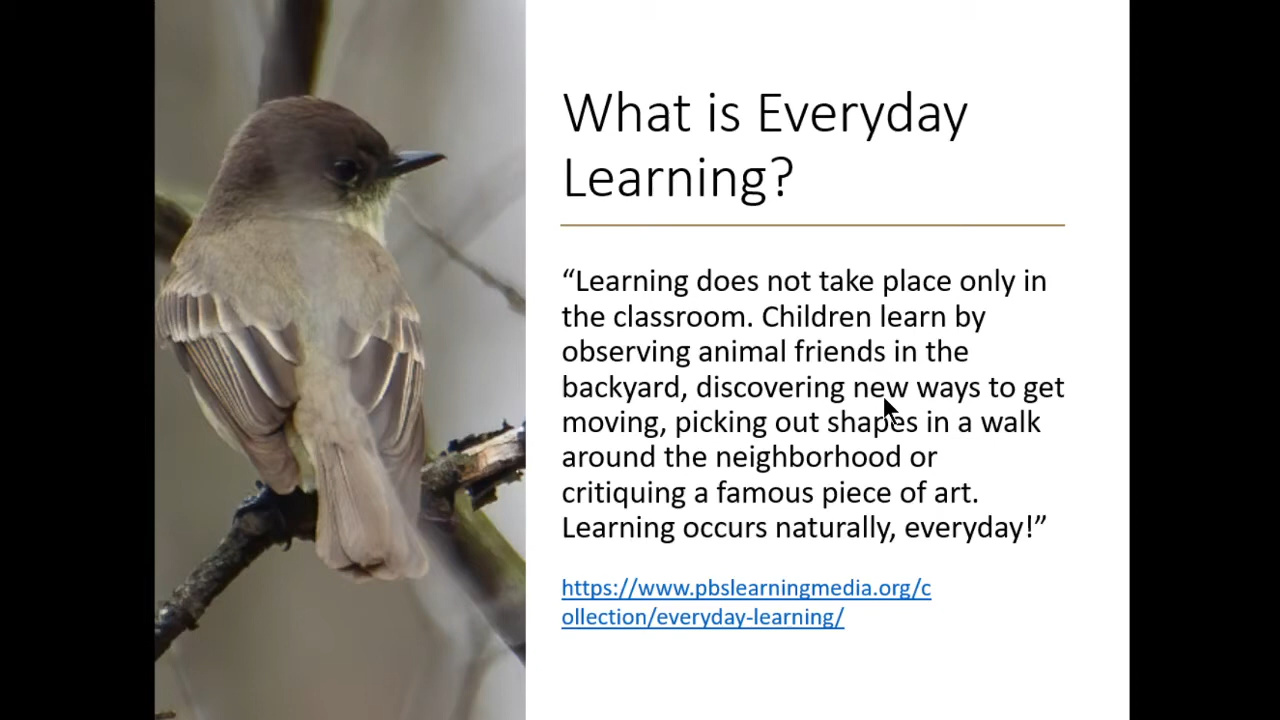 What is Everyday
Learning?
“Learning does not take place only in
the classroom. Children learn by
observing animal friends in the
backyard, discovering new ways to get
moving, picking out shapes in a walk
around the neighborhood or
critiquing a famous piece of art.
Learning occurs naturally, everyday!”
https://www.pbslearningmedia.org/c
ollection/everyday-learning/